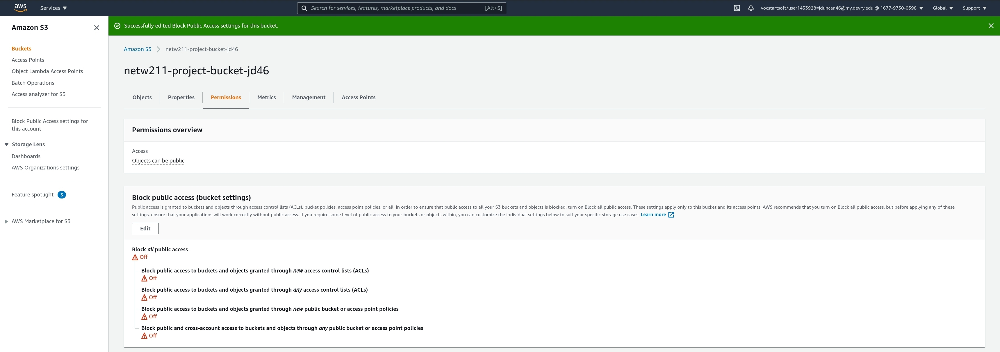 aws
Services
Search for services, features, marketplace products, and docs [Alt+S]
vocstartsoft/user1433928=jduncan46@my.devry.edu @ 1677-9730-0398
Global
Support
Amazon S3
Buckets
Access Points
Object Lambda Access Points
Batch Operations
Access analyzer for S3
Block Public Access settings for
this account
Storage Lens
Dashboards
AWS Organizations settings
Feature spotlight 3
AWS Marketplace for S3
Successfully edited Block Public Access settings for this bucket.
Amazon S3 netw211-project-bucket-jd46
netw211-project-bucket-jd46
Objects Properties Permissions Metrics Management Access Points
Permissions overview
Access
Objects can be public
Block public access (bucket settings)
Public access is granted to buckets and objects through access control lists (ACLs), bucket policies, access point policies, or all. In order to ensure that public access to all your S3 buckets and objects is blocked, turn on Block all public access. These settings apply only to this bucket and its access points. AWS recommends that you turn on Block all public access, but before applying any of these
settings, ensure that your applications will work correctly without public access. If you require some level of public access to your buckets or objects within, you can customize the individual settings below to suit your specific storage use cases. Learn more
Edit
Block all public access
Off
Block public access to buckets and objects granted through new access control lists (ACLs)
Off
Block public access to buckets and objects granted through any access control lists (ACLs)
Off
Block public access to buckets and objects granted through new public bucket or access point policies
Off
Block public and cross-account access to buckets and objects through any public bucket or access point policies
Off